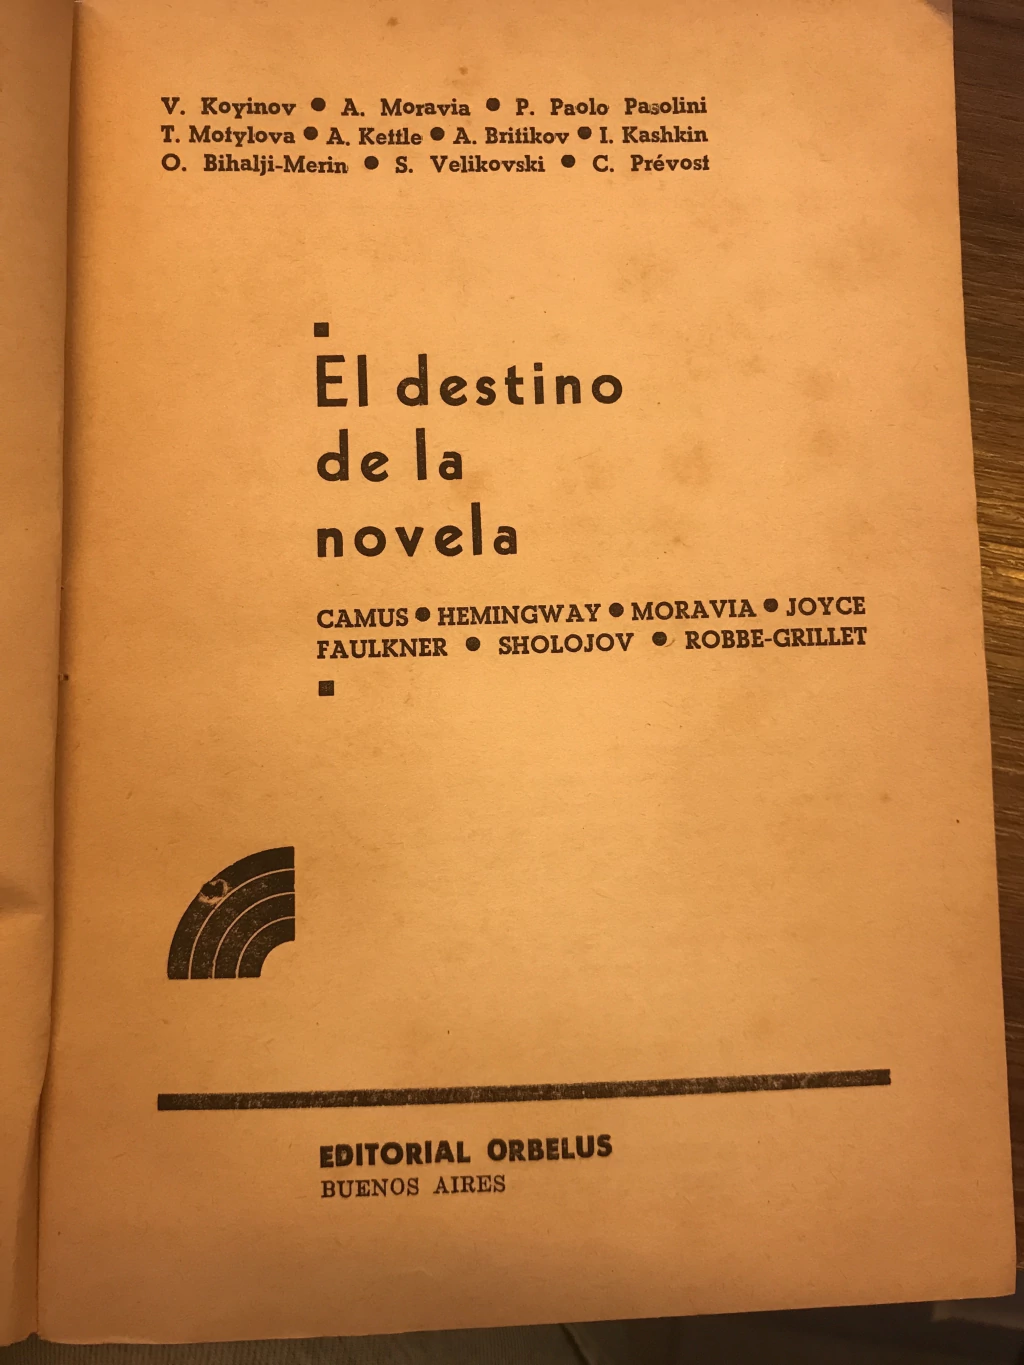 V. Koyinov ● A. Moravia ● P. Paolo Pasolini
T. Motylova ● A. Kettle ● A. Britikov ● I. Kashkin
O. Bihalji-Merin ● S. Velikovski ● C. Prévost
El destino
de la
novela
CAMUS ● HEMINGWAY ● MORAVIA ● JOYCE
FAULKNER ● SHOLOJOV ● ROBBE-GRILLET
EDITORIAL ORBELUS
BUENOS AIRES